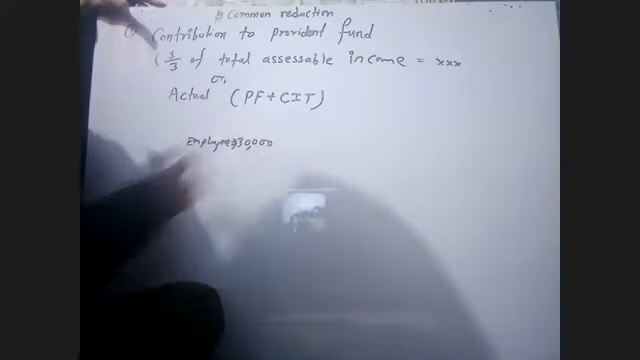 # Common reduction
Contribution to provident fund
( 1/3 of total assessable income = xxx
or,
Actual (PF + CIT)
Employee 30,000